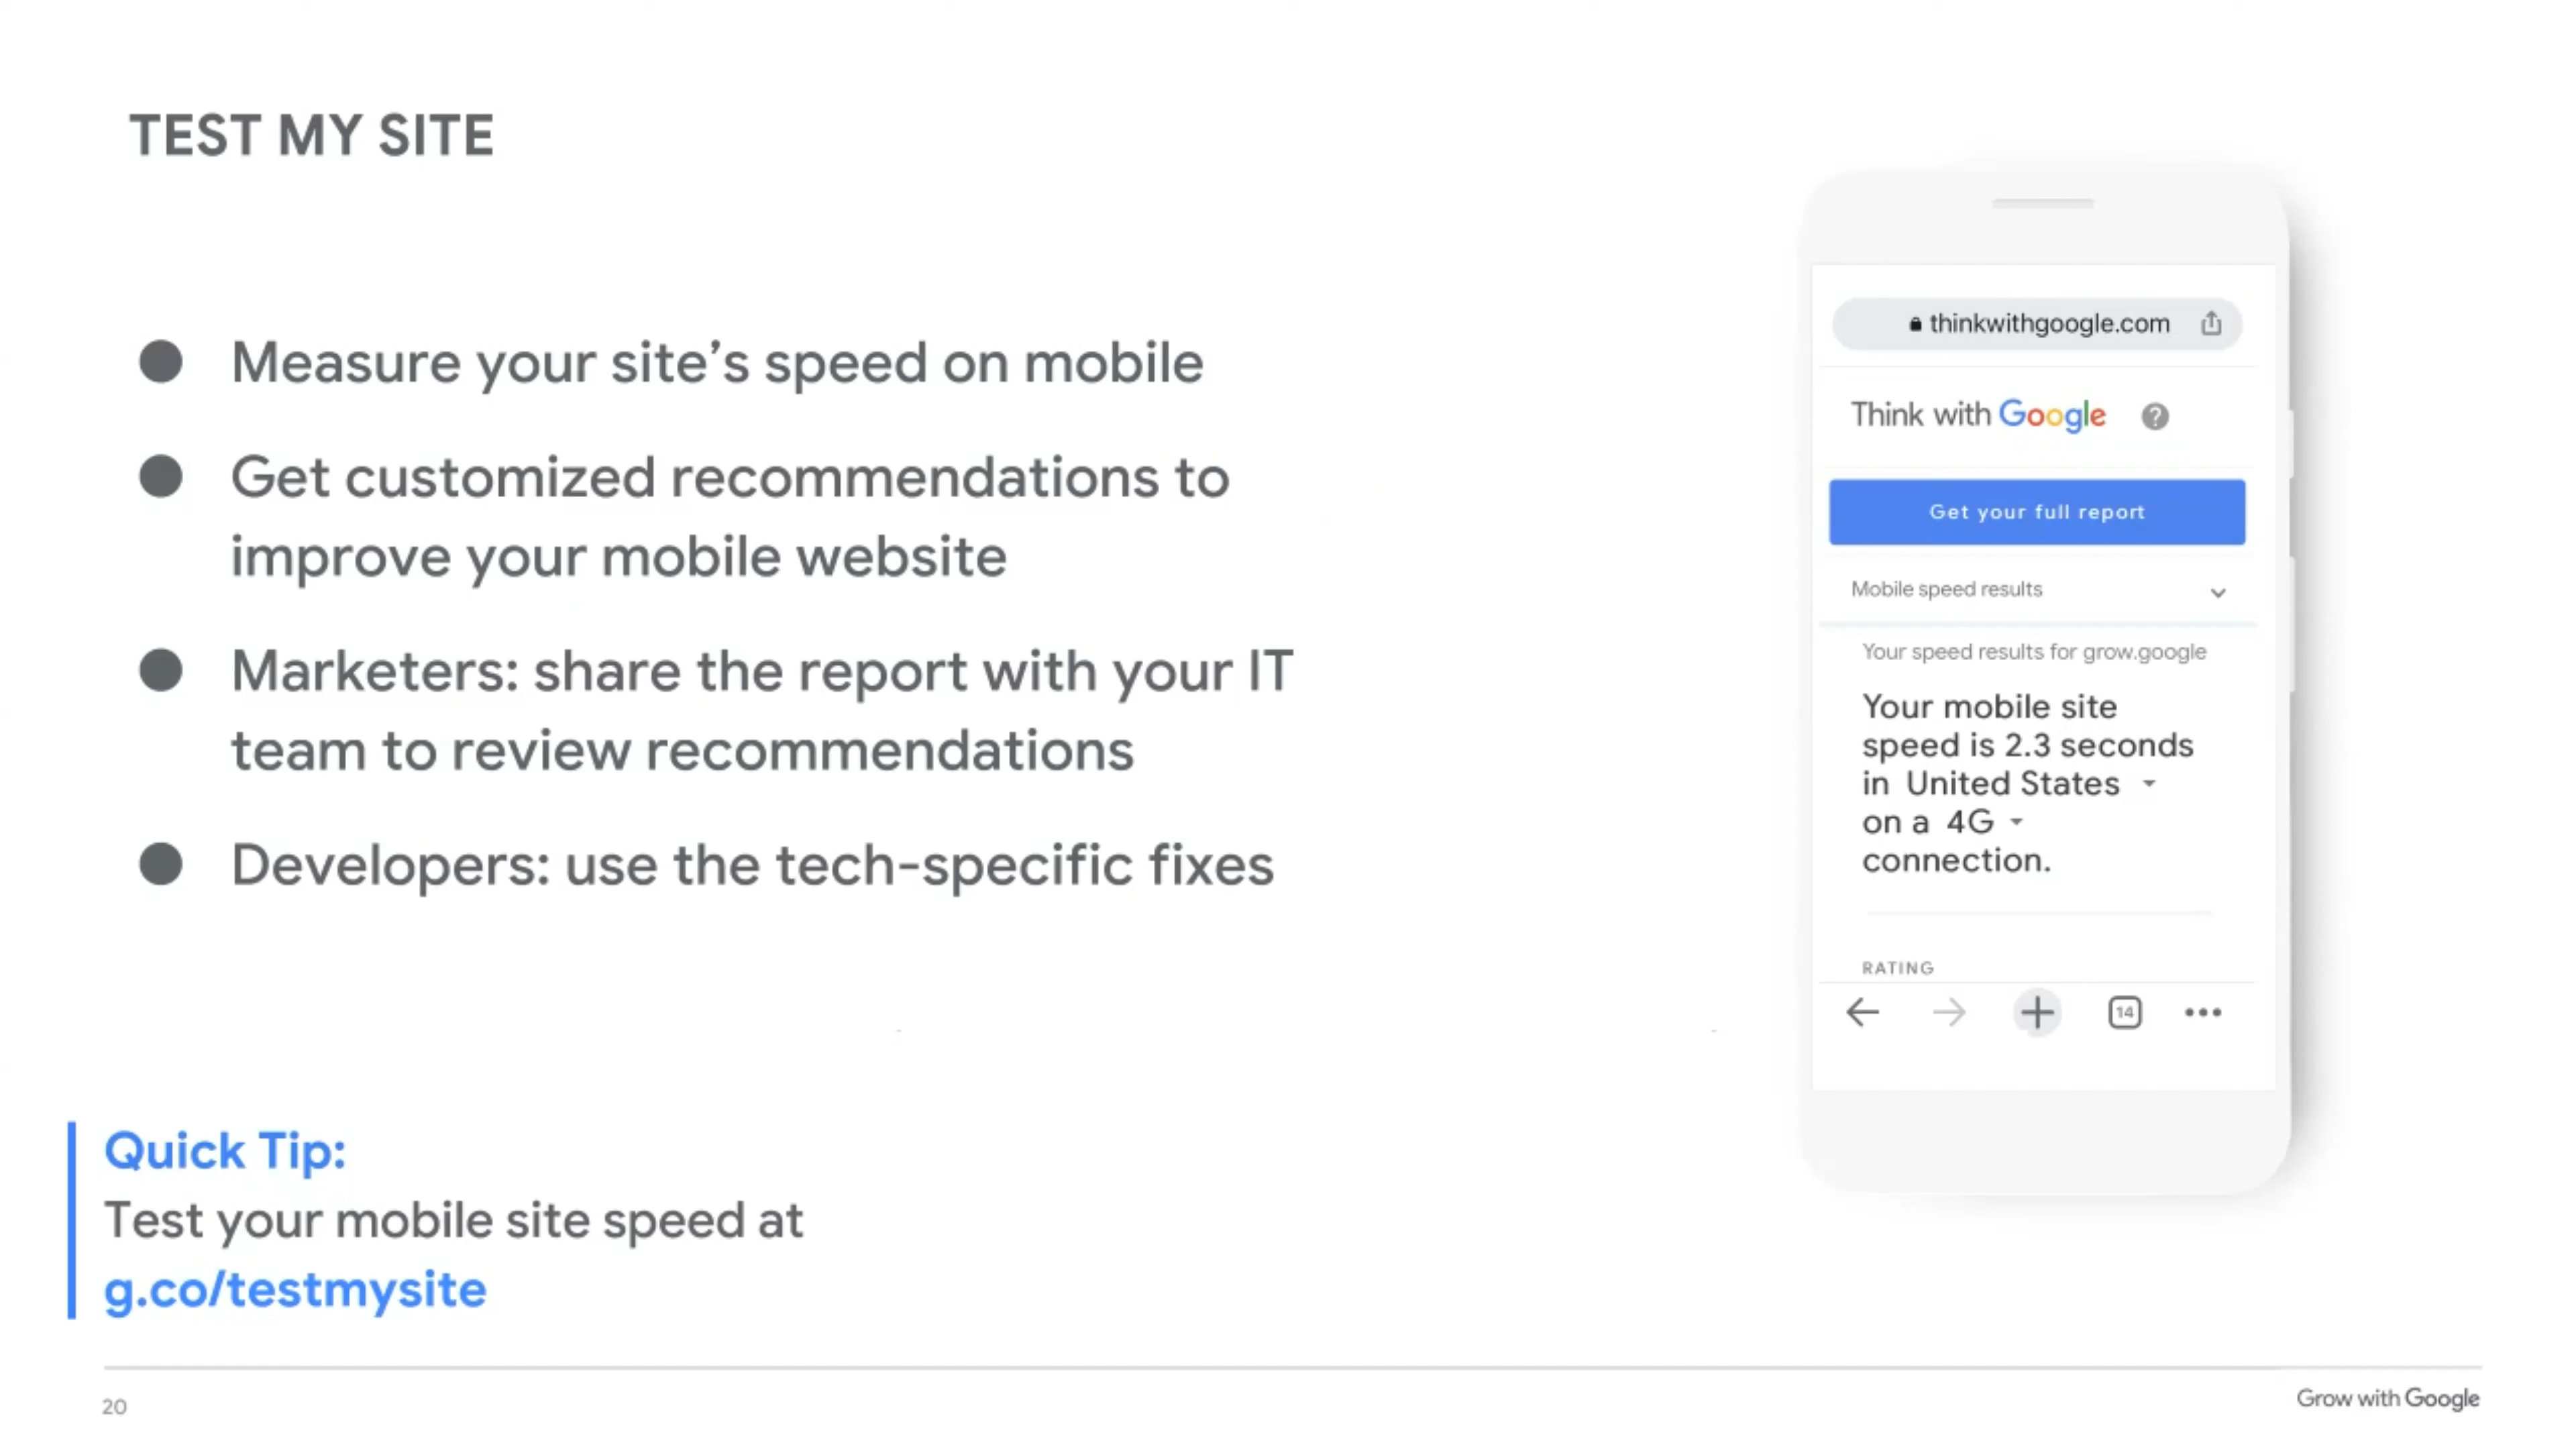 TEST MY SITE
● Measure your site’s speed on mobile
● Get customized recommendations to
improve your mobile website
● Marketers: share the report with your IT
team to review recommendations
● Developers: use the tech-specific fixes
Quick Tip:
Test your mobile site speed at
g.co/testmysite
thinkwithgoogle.com
Think with Google ?
Get your full report
Mobile speed results
Your speed results for grow.google
Your mobile site
speed is 2.3 seconds
in United States
on a 4G
connection.
RATING
14
20
Grow with Google